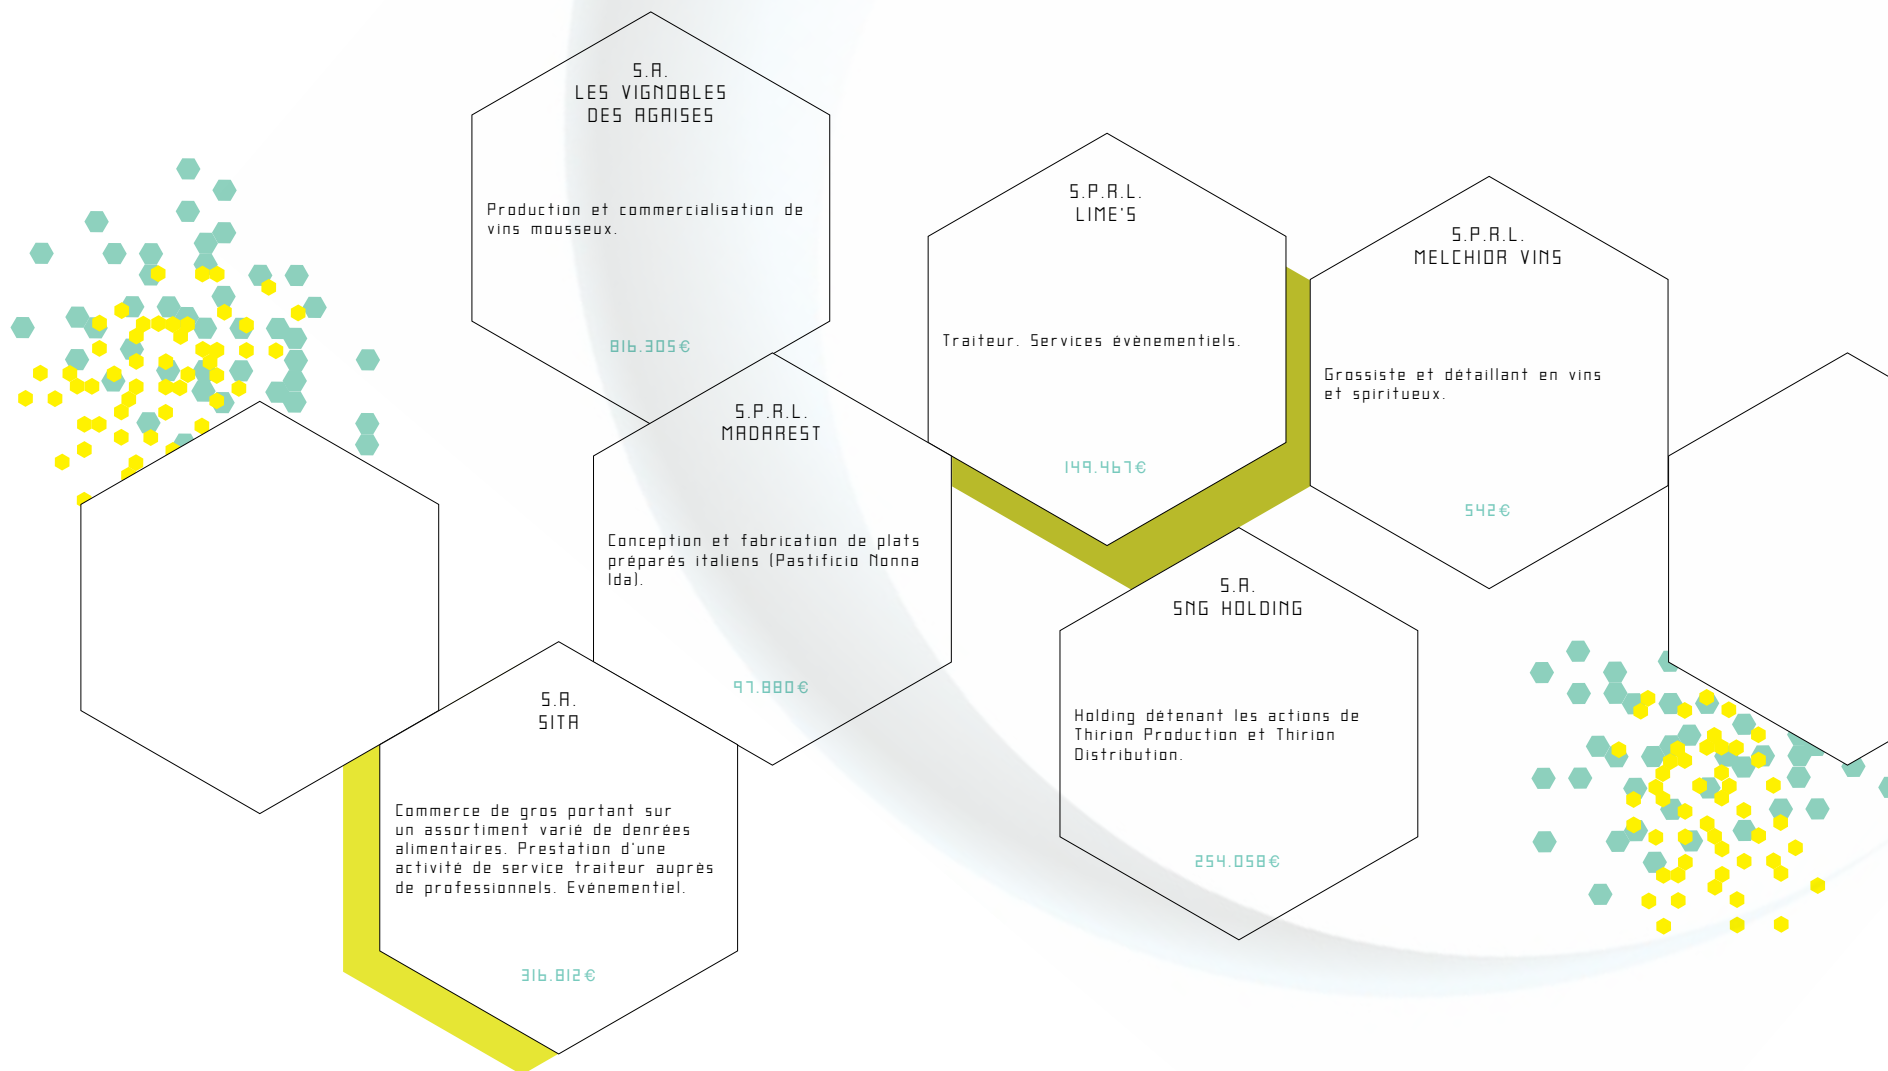 S.A.
LES VIGNOBLES
DES AGAISES
Production et commercialisation de
vins mousseux.
816.305€
S.P.R.L.
LIME'S
Traiteur. Services évènementiels.
149.467€
S.P.R.L.
MELCHIOR VINS
Grossiste et détaillant en vins
et spiritueux.
542€
S.P.R.L.
MADAREST
Conception et fabrication de plats
préparés italiens (Pastificio Nonna
Ida).
97.880€
S.A.
SNG HOLDING
Holding détenant les actions de
Thirion Production et Thirion
Distribution.
254.058€
S.A.
SITA
Commerce de gros portant sur
un assortiment varié de denrées
alimentaires. Prestation d'une
activité de service traiteur auprès
de professionnels. Evénementiel.
316.812€